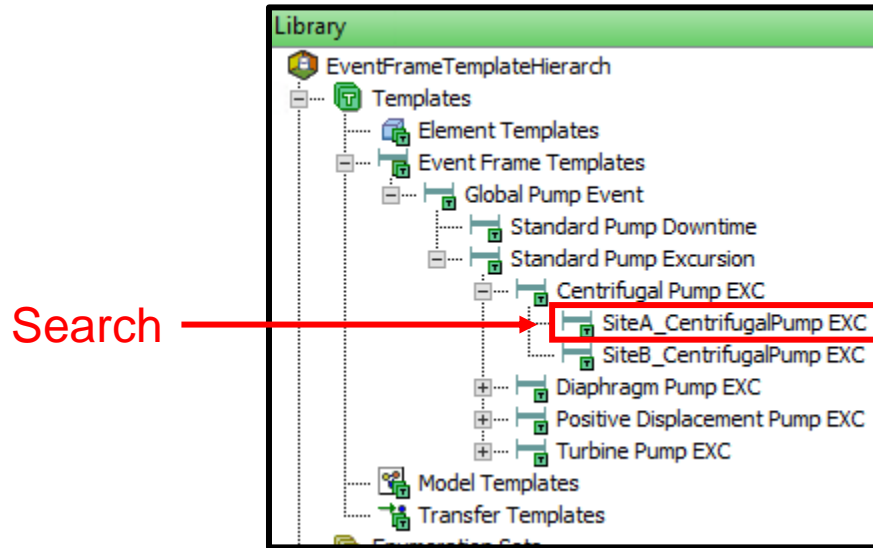 Library
EventFrameTemplateHierarch
Templates
Element Templates
Event Frame Templates
Global Pump Event
Standard Pump Downtime
Standard Pump Excursion
Centrifugal Pump EXC
Search
SiteA_CentrifugalPump EXC
SiteB_CentrifugalPump EXC
Diaphragm Pump EXC
Positive Displacement Pump EXC
Turbine Pump EXC
Model Templates
Transfer Templates
Enumeration Sets